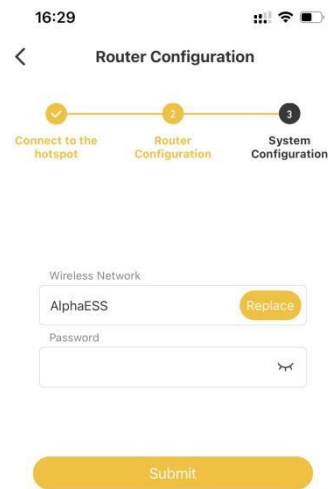 16:29
Router Configuration
2
3
Connect to the
hotspot
Router
Configuration
System
Configuration
Wireless Network
AlphaESS
Replace
Password
Submit